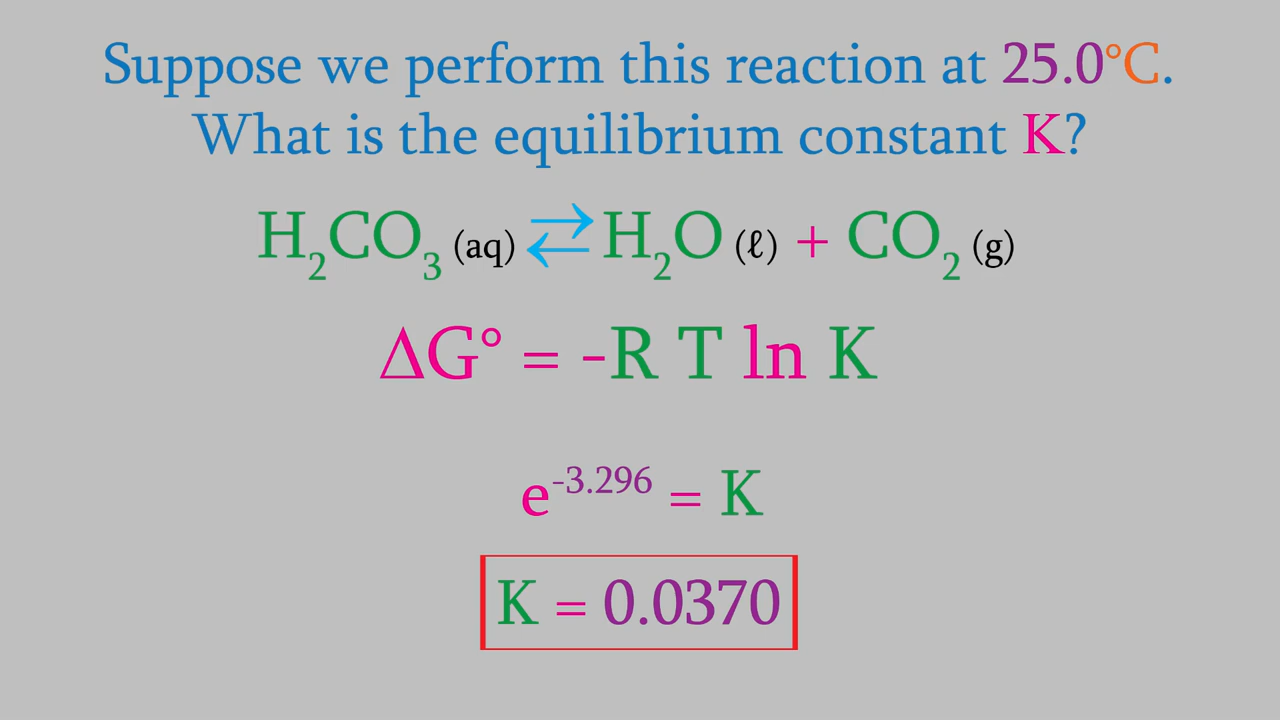 Suppose we perform this reaction at 25.0°C.
What is the equilibrium constant K?
H₂CO₃ (aq) ⇄ H₂O (ℓ) + CO₂ (g)
ΔG° = -R T ln K
e⁻³·²⁹⁶ = K
K = 0.0370